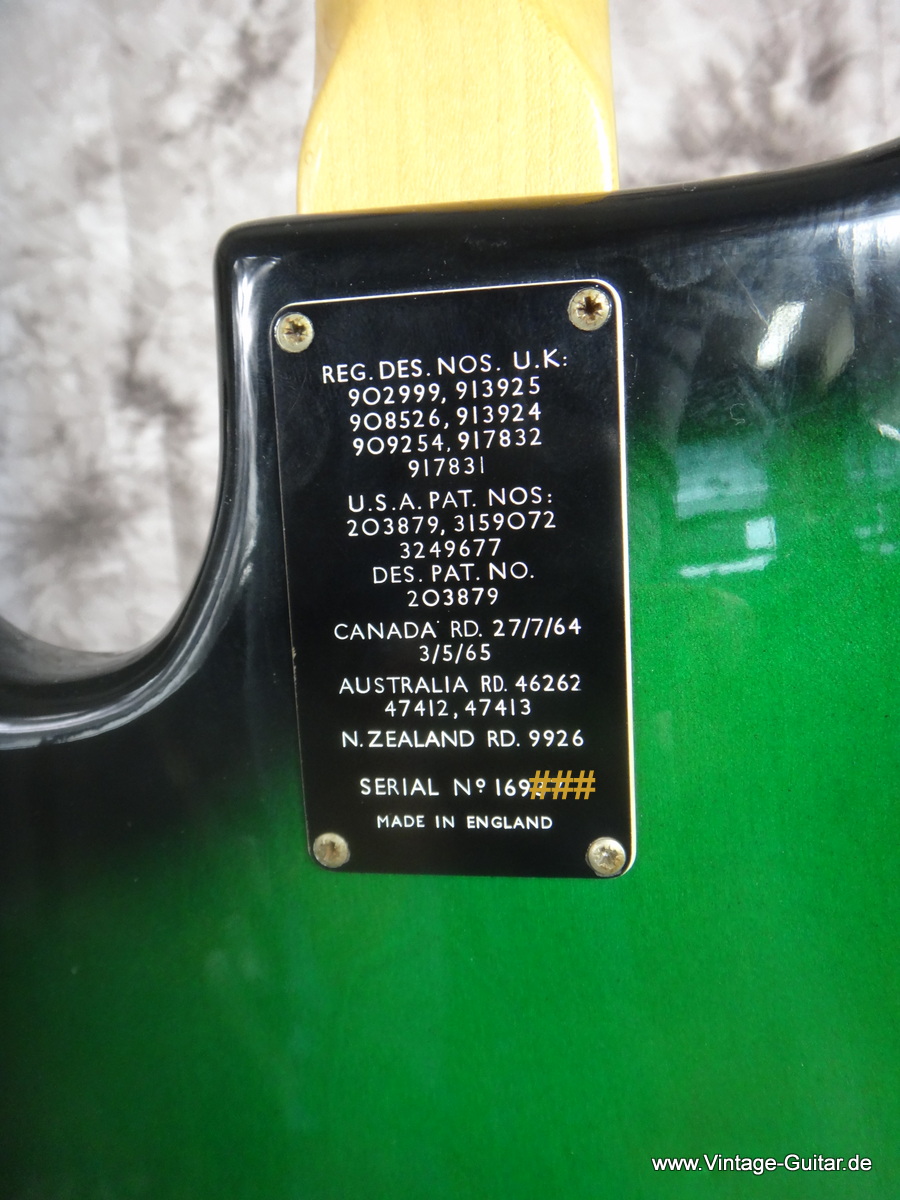 REG. DES. NOS. U.K:
902999, 913925
908526, 913924
909254, 917832
917831
U.S.A. PAT. NOS:
203879, 3159072
3249677
DES. PAT. NO.
203879
CANADA RD. 27/7/64
3/5/65
AUSTRALIA RD. 46262
47412, 47413
N. ZEALAND RD. 9926
SERIAL Nº 169###
MADE IN ENGLAND
www.Vintage-Guitar.de